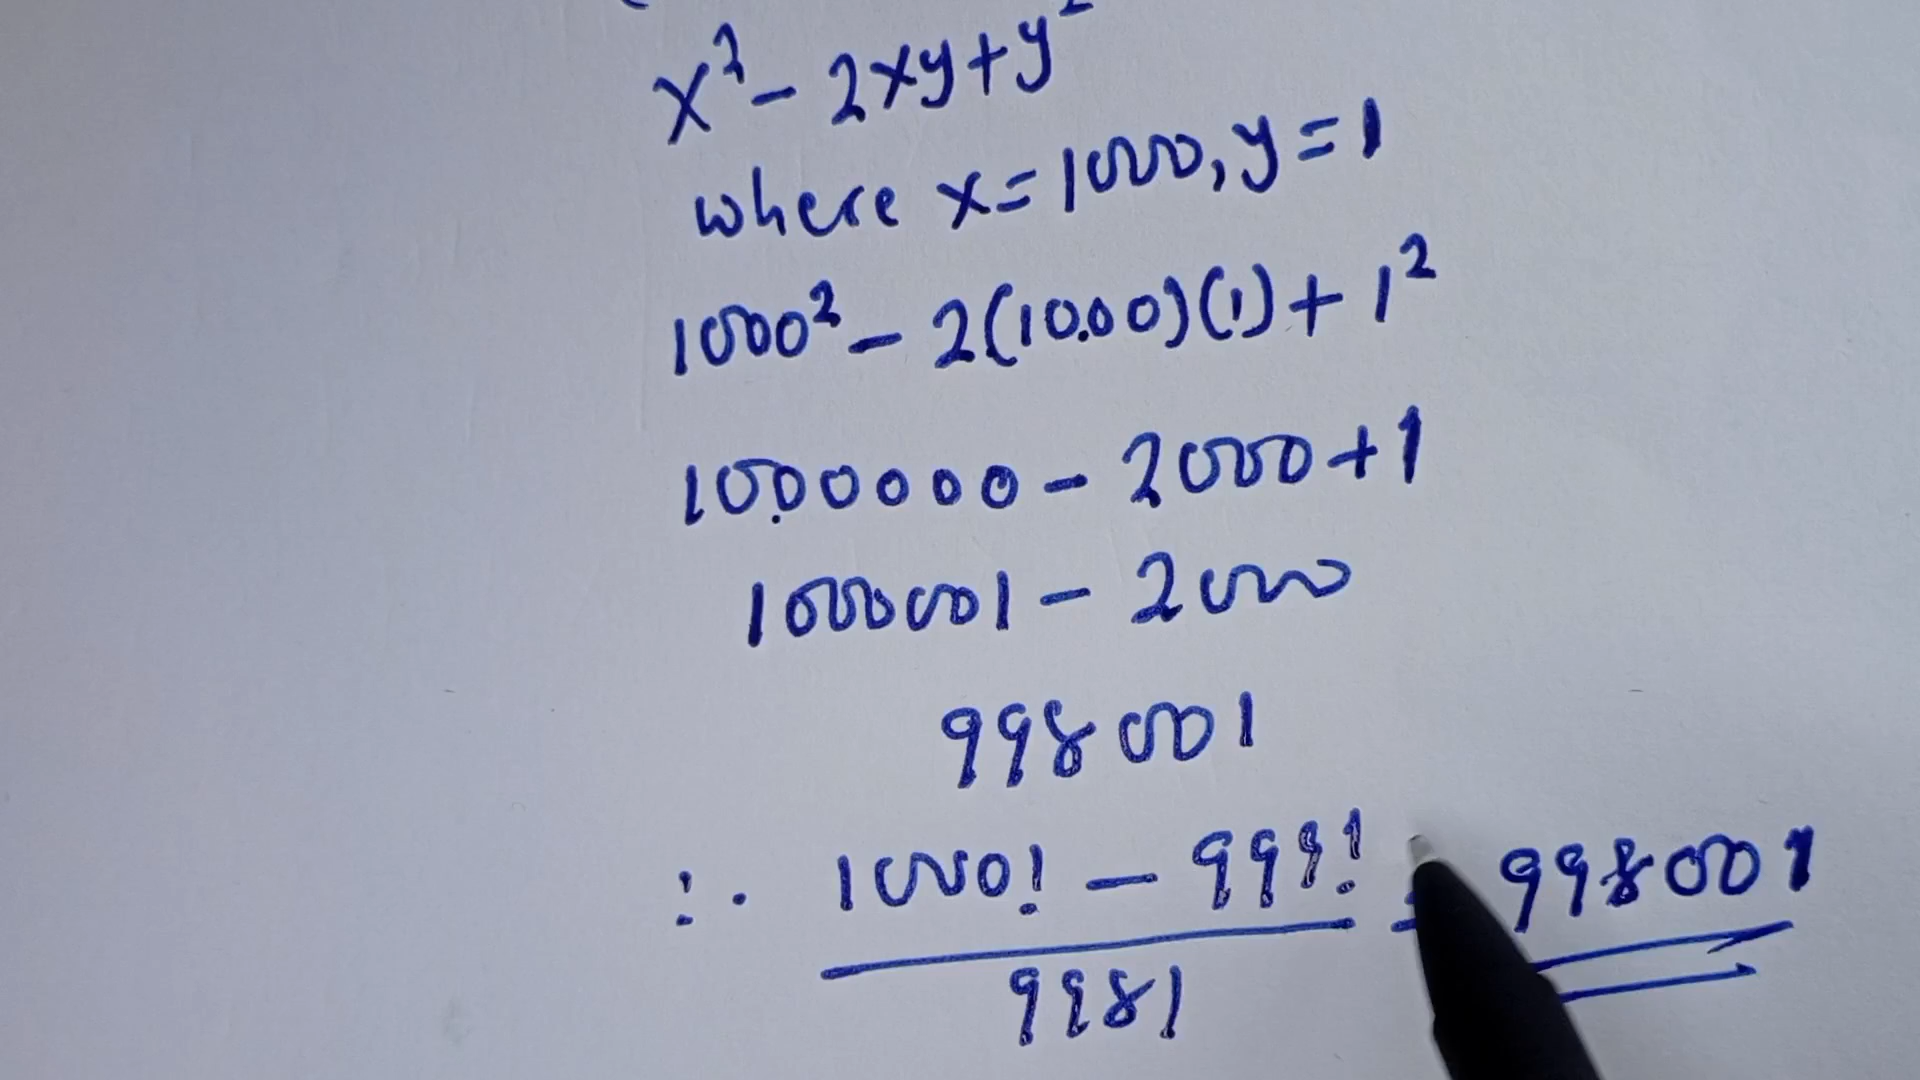 x² - 2xy + y²
where x = 1000, y = 1
1000² - 2(1000)(1) + 1²
1000000 - 2000 + 1
1000001 - 2000
998001
∴ 1000! - 999! = 998001
998!